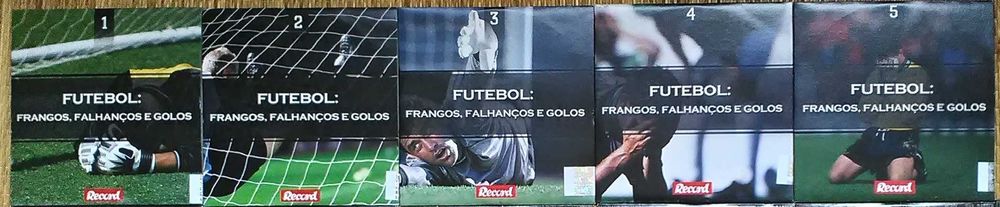 1
FUTEBOL:
FRANGOS, FALHANÇOS E GOLOS
Record
2
FUTEBOL:
FRANGOS, FALHANÇOS E GOLOS
Record
3
FUTEBOL:
FRANGOS, FALHANÇOS E GOLOS
Record
4
FUTEBOL:
FRANGOS, FALHANÇOS E GOLOS
Record
5
FUTEBOL:
FRANGOS, FALHANÇOS E GOLOS
Record